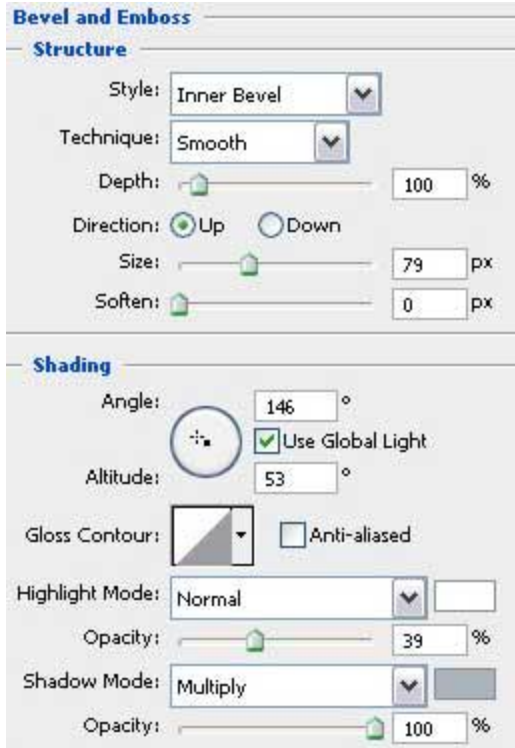 Bevel and Emboss
Structure
Style: Inner Bevel
Technique: Smooth
Depth: 100 %
Direction: Up Down
Size: 79 px
Soften: 0 px
Shading
Angle: 146 °
Use Global Light
Altitude: 53 °
Gloss Contour: Anti-aliased
Highlight Mode: Normal
Opacity: 39 %
Shadow Mode: Multiply
Opacity: 100 %